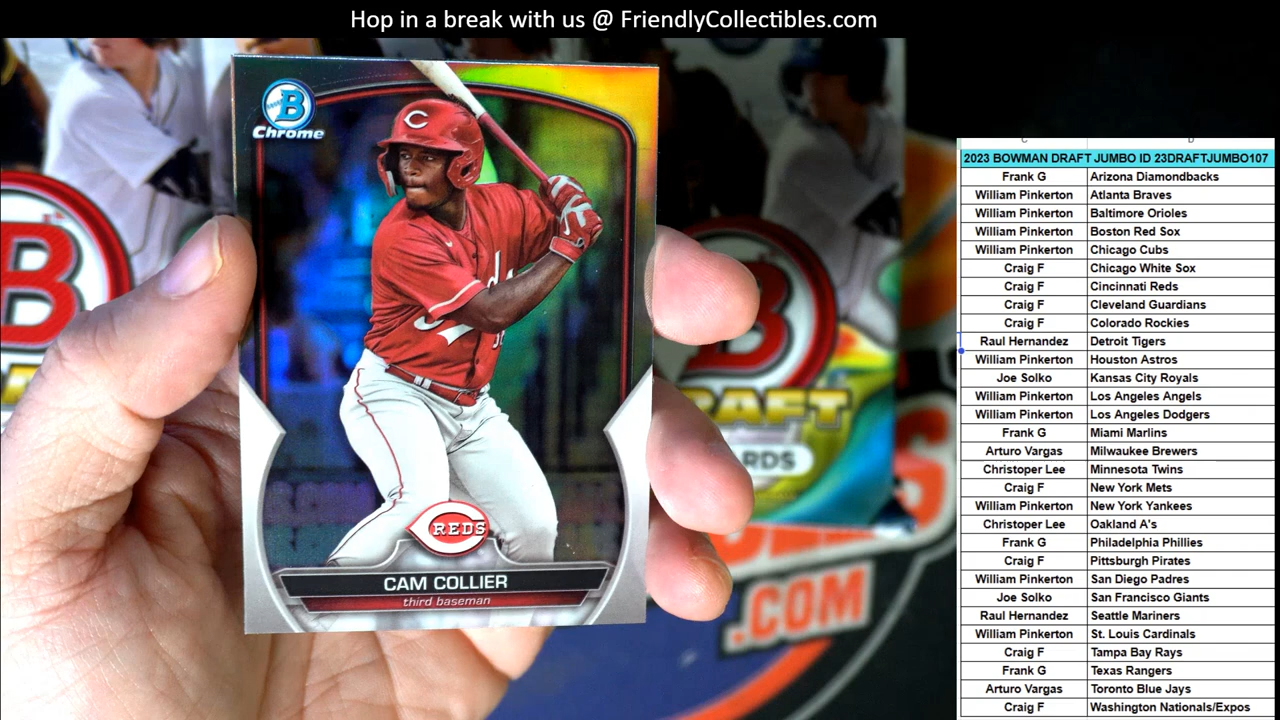 Hop in a break with us @ FriendlyCollectibles.com
B
Chrome
C
REDS
CAM COLLIER
third baseman
B
B
RAFT
RDS
S
.COM
C D
2023 BOWMAN DRAFT JUMBO ID 23DRAFTJUMBO107
Frank G Arizona Diamondbacks
William Pinkerton Atlanta Braves
William Pinkerton Baltimore Orioles
William Pinkerton Boston Red Sox
William Pinkerton Chicago Cubs
Craig F Chicago White Sox
Craig F Cincinnati Reds
Craig F Cleveland Guardians
Craig F Colorado Rockies
Raul Hernandez Detroit Tigers
William Pinkerton Houston Astros
Joe Solko Kansas City Royals
William Pinkerton Los Angeles Angels
William Pinkerton Los Angeles Dodgers
Frank G Miami Marlins
Arturo Vargas Milwaukee Brewers
Christoper Lee Minnesota Twins
Craig F New York Mets
William Pinkerton New York Yankees
Christoper Lee Oakland A's
Frank G Philadelphia Phillies
Craig F Pittsburgh Pirates
William Pinkerton San Diego Padres
Joe Solko San Francisco Giants
Raul Hernandez Seattle Mariners
William Pinkerton St. Louis Cardinals
Craig F Tampa Bay Rays
Frank G Texas Rangers
Arturo Vargas Toronto Blue Jays
Craig F Washington Nationals/Expos